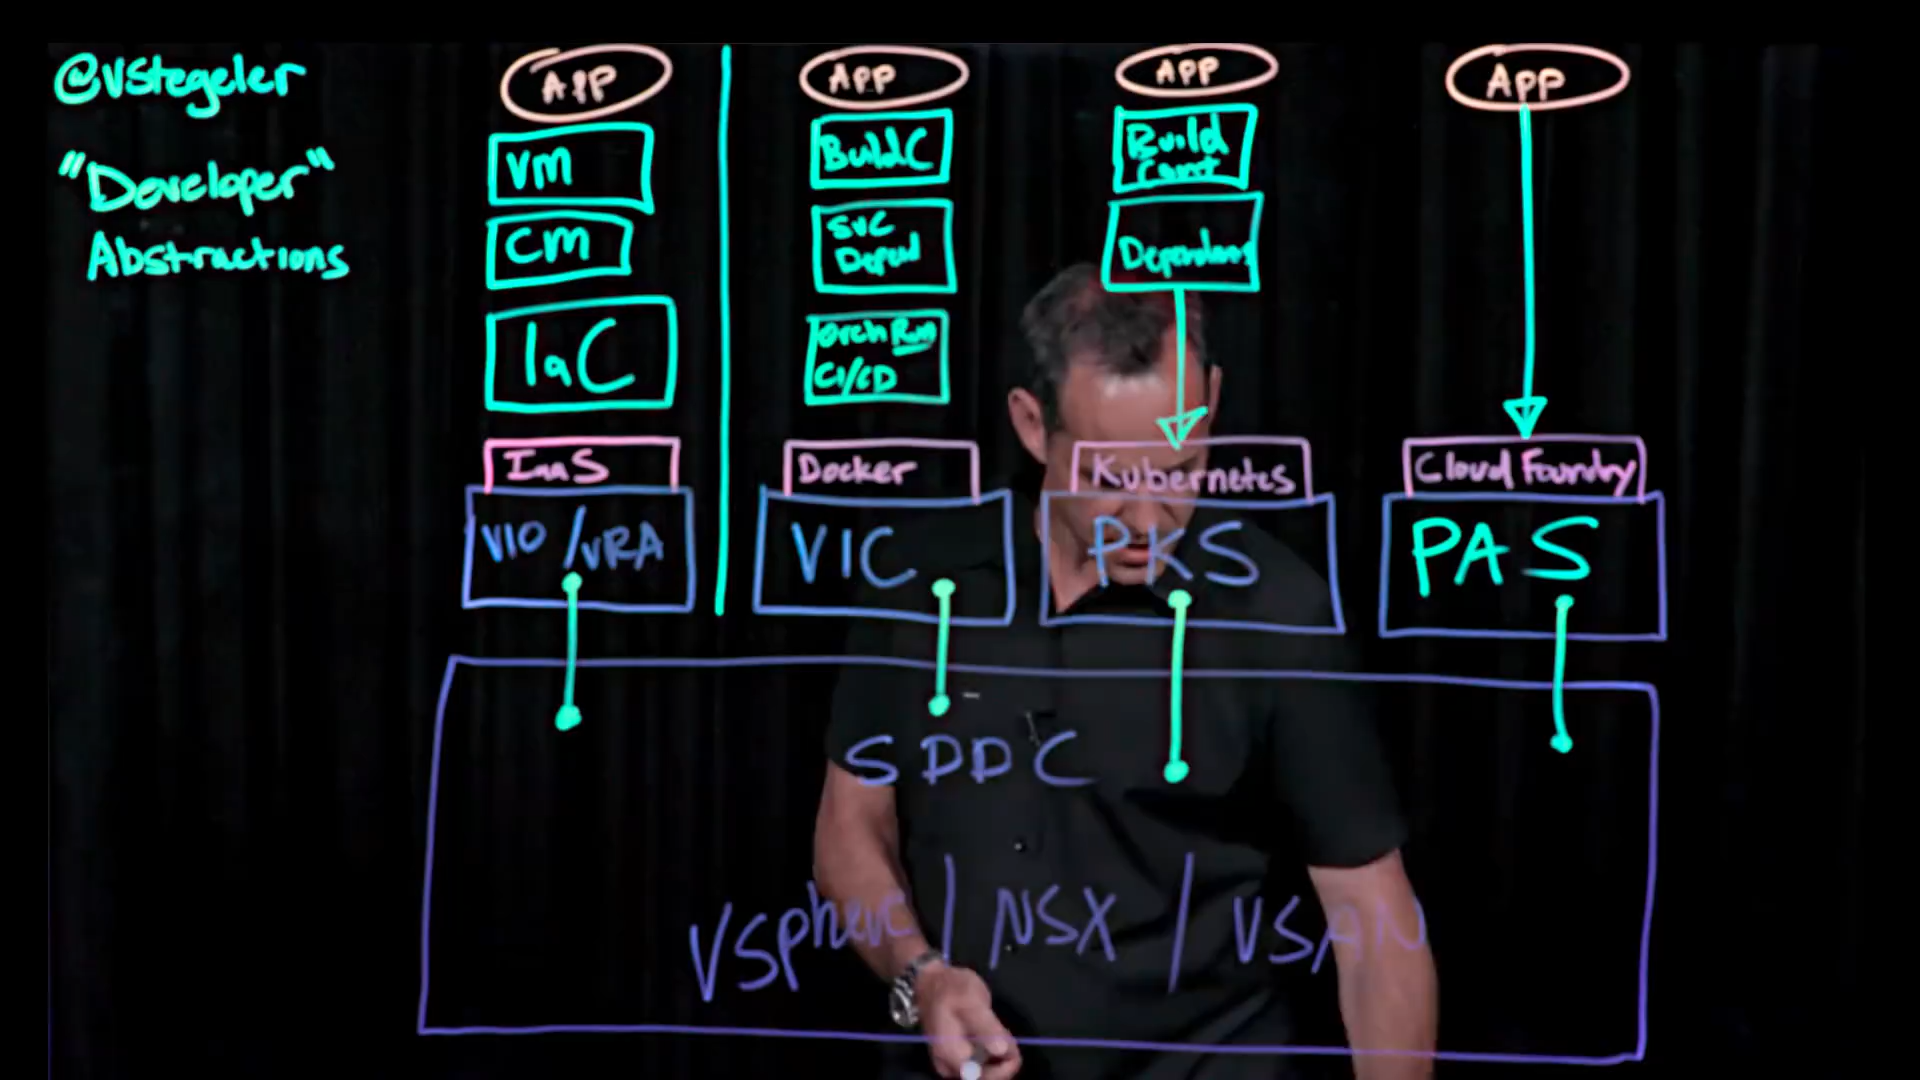 @vStegeler
"Developer"
Abstractions
APP
VM
CM
IaC
IaaS
VIO/VRA
APP
BuildC
SVC
Depend
Orch Run
CI/CD
Docker
VIC
APP
Build
Cont
Kubernetes
PKS
APP
Cloud Foundry
PAS
SDDC
VSphere / NSX / VSAN